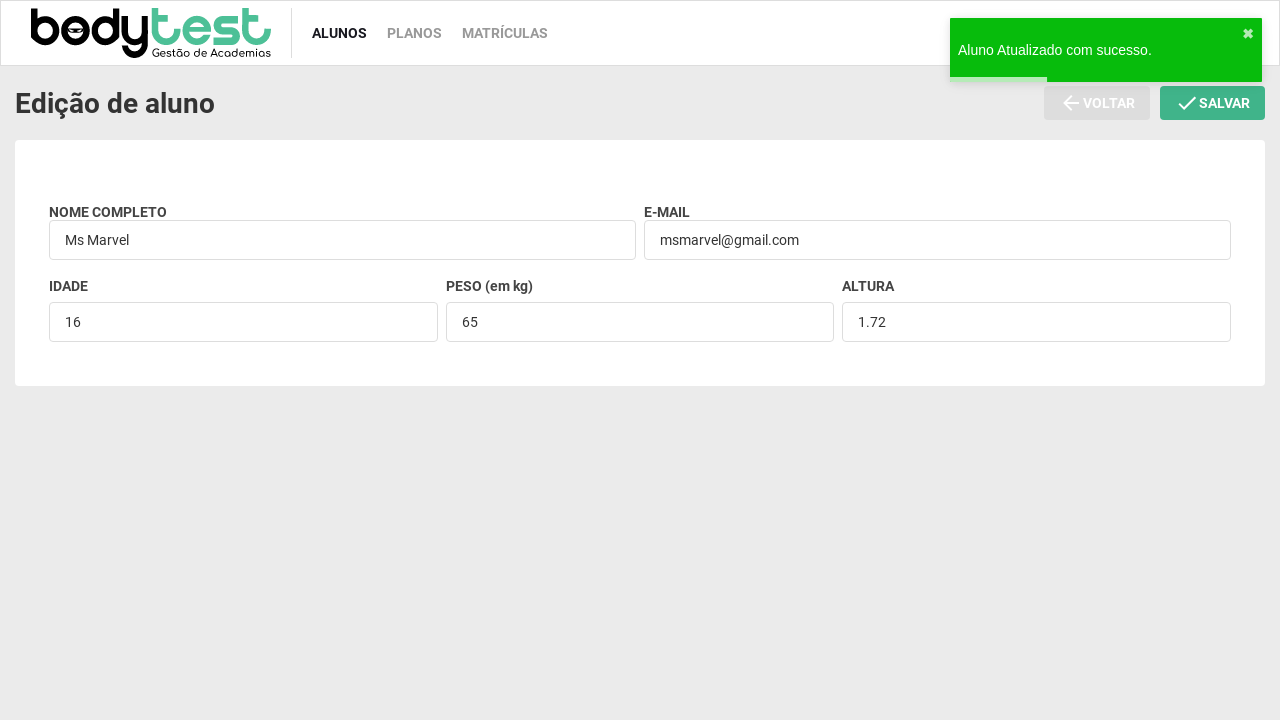 bodytest
Gestão de Academias
ALUNOS
PLANOS
MATRÍCULAS
Aluno Atualizado com sucesso.
✖
Edição de aluno
VOLTAR
SALVAR
NOME COMPLETO
E-MAIL
Ms Marvel
msmarvel@gmail.com
IDADE
PESO (em kg)
ALTURA
16
65
1.72